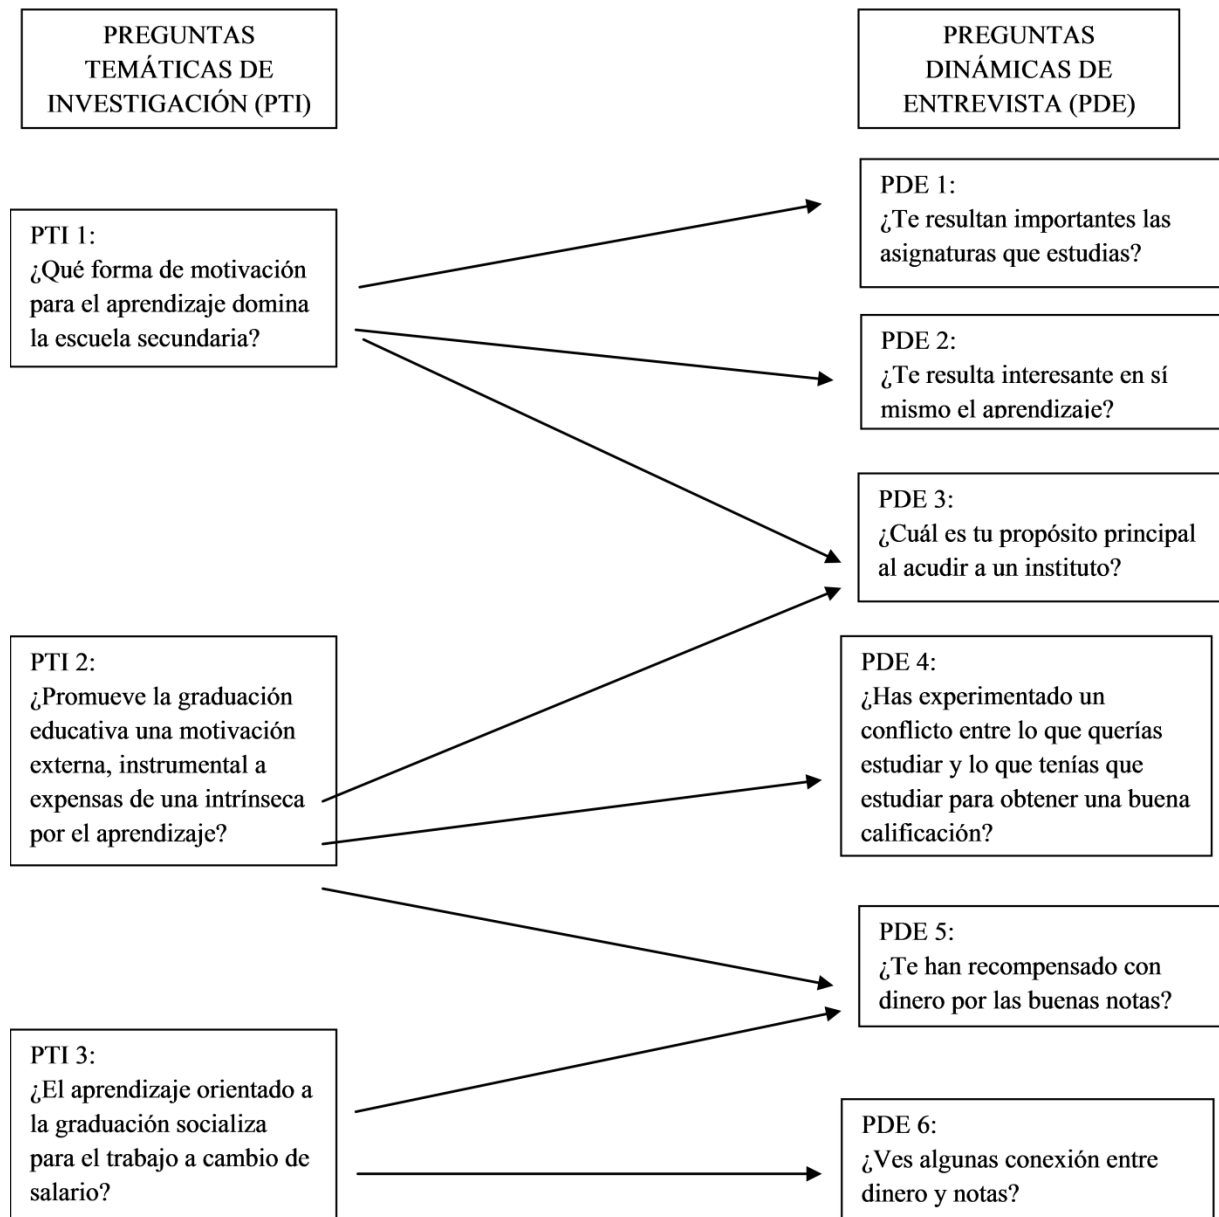 PREGUNTAS
TEMÁTICAS DE
INVESTIGACIÓN (PTI)
PREGUNTAS
DINÁMICAS DE
ENTREVISTA (PDE)
PTI 1:
¿Qué forma de motivación
para el aprendizaje domina
la escuela secundaria?
PTI 2:
¿Promueve la graduación
educativa una motivación
externa, instrumental a
expensas de una intrínseca
por el aprendizaje?
PTI 3:
¿El aprendizaje orientado a
la graduación socializa
para el trabajo a cambio de
salario?
PDE 1:
¿Te resultan importantes las
asignaturas que estudias?
PDE 2:
¿Te resulta interesante en sí
mismo el aprendizaje?
PDE 3:
¿Cuál es tu propósito principal
al acudir a un instituto?
PDE 4:
¿Has experimentado un
conflicto entre lo que querías
estudiar y lo que tenías que
estudiar para obtener una buena
calificación?
PDE 5:
¿Te han recompensado con
dinero por las buenas notas?
PDE 6:
¿Ves algunas conexión entre
dinero y notas?